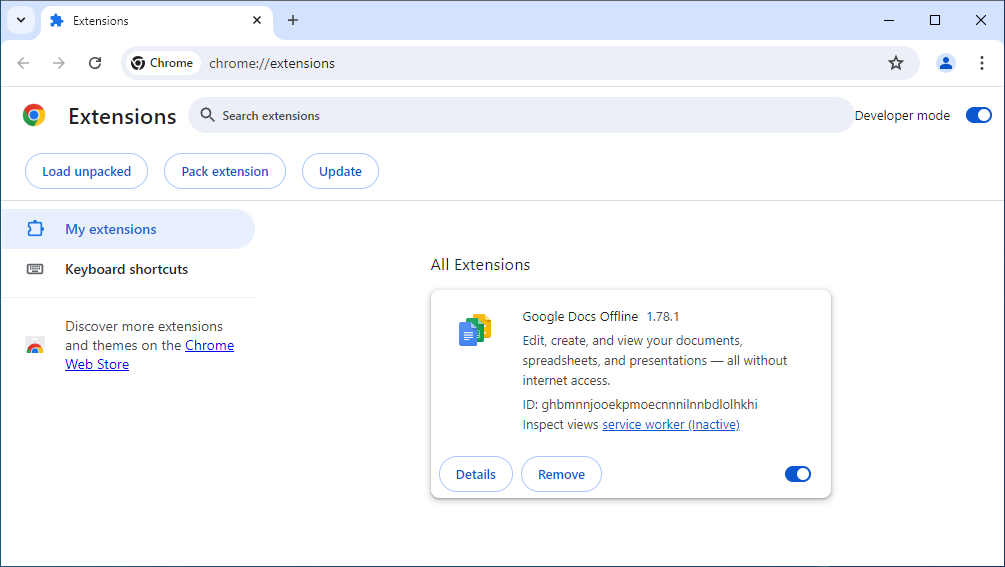 Extensions
Chrome
chrome://extensions
Extensions
Search extensions
Developer mode
Load unpacked
Pack extension
Update
My extensions
Keyboard shortcuts
Discover more extensions
and themes on the Chrome
Web Store
All Extensions
Google Docs Offline 1.78.1
Edit, create, and view your documents,
spreadsheets, and presentations — all without
internet access.
ID: ghbmnnjooekpmoecnnnilnnbdlolhkhi
Inspect views service worker (Inactive)
Details
Remove